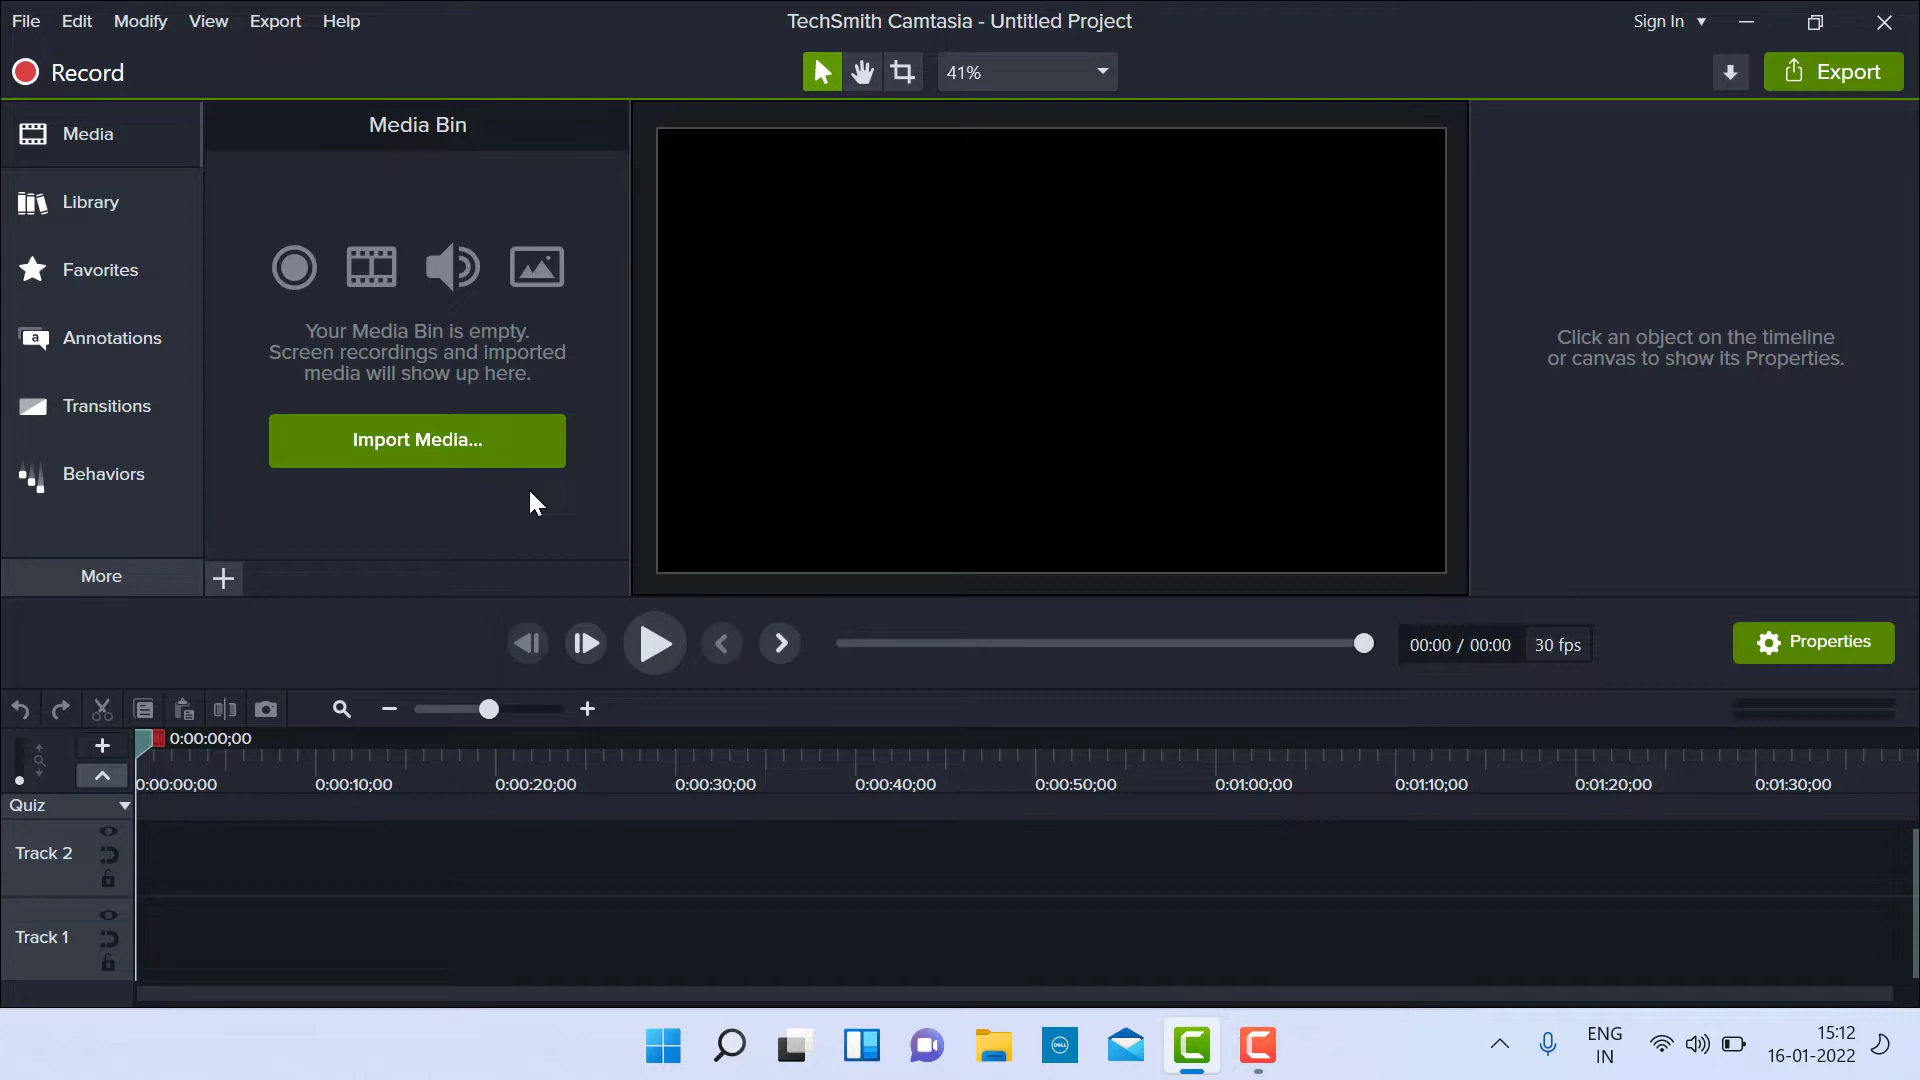 File Edit Modify View Export Help
TechSmith Camtasia - Untitled Project
Sign In
Record
41%
Export
Media
Library
Favorites
Annotations
Transitions
Behaviors
More
Media Bin
Your Media Bin is empty.
Screen recordings and imported
media will show up here.
Import Media...
Click an object on the timeline
or canvas to show its Properties.
00:00 / 00:00
30 fps
Properties
0:00:00;00
0:00:00;00 0:00:10;00 0:00:20;00 0:00:30;00 0:00:40;00 0:00:50;00 0:01:00;00 0:01:10;00 0:01:20;00 0:01:30;00
Quiz
Track 2
Track 1
DELL
ENG
IN
15:12
16-01-2022